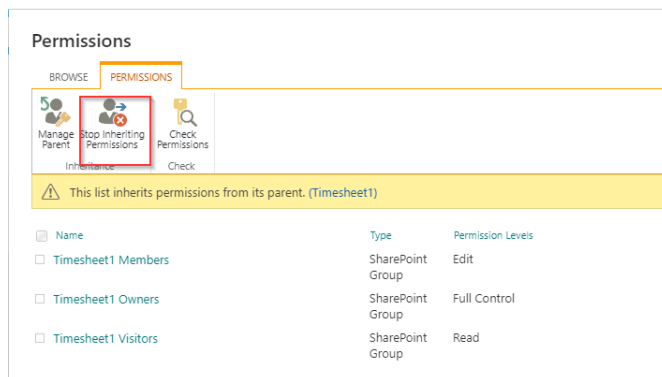 Permissions
BROWSE PERMISSIONS
Manage Parent
Stop Inheriting Permissions
Check Permissions
Inheritance Check
This list inherits permissions from its parent. (Timesheet1)
Name Type Permission Levels
Timesheet1 Members SharePoint Group Edit
Timesheet1 Owners SharePoint Group Full Control
Timesheet1 Visitors SharePoint Group Read